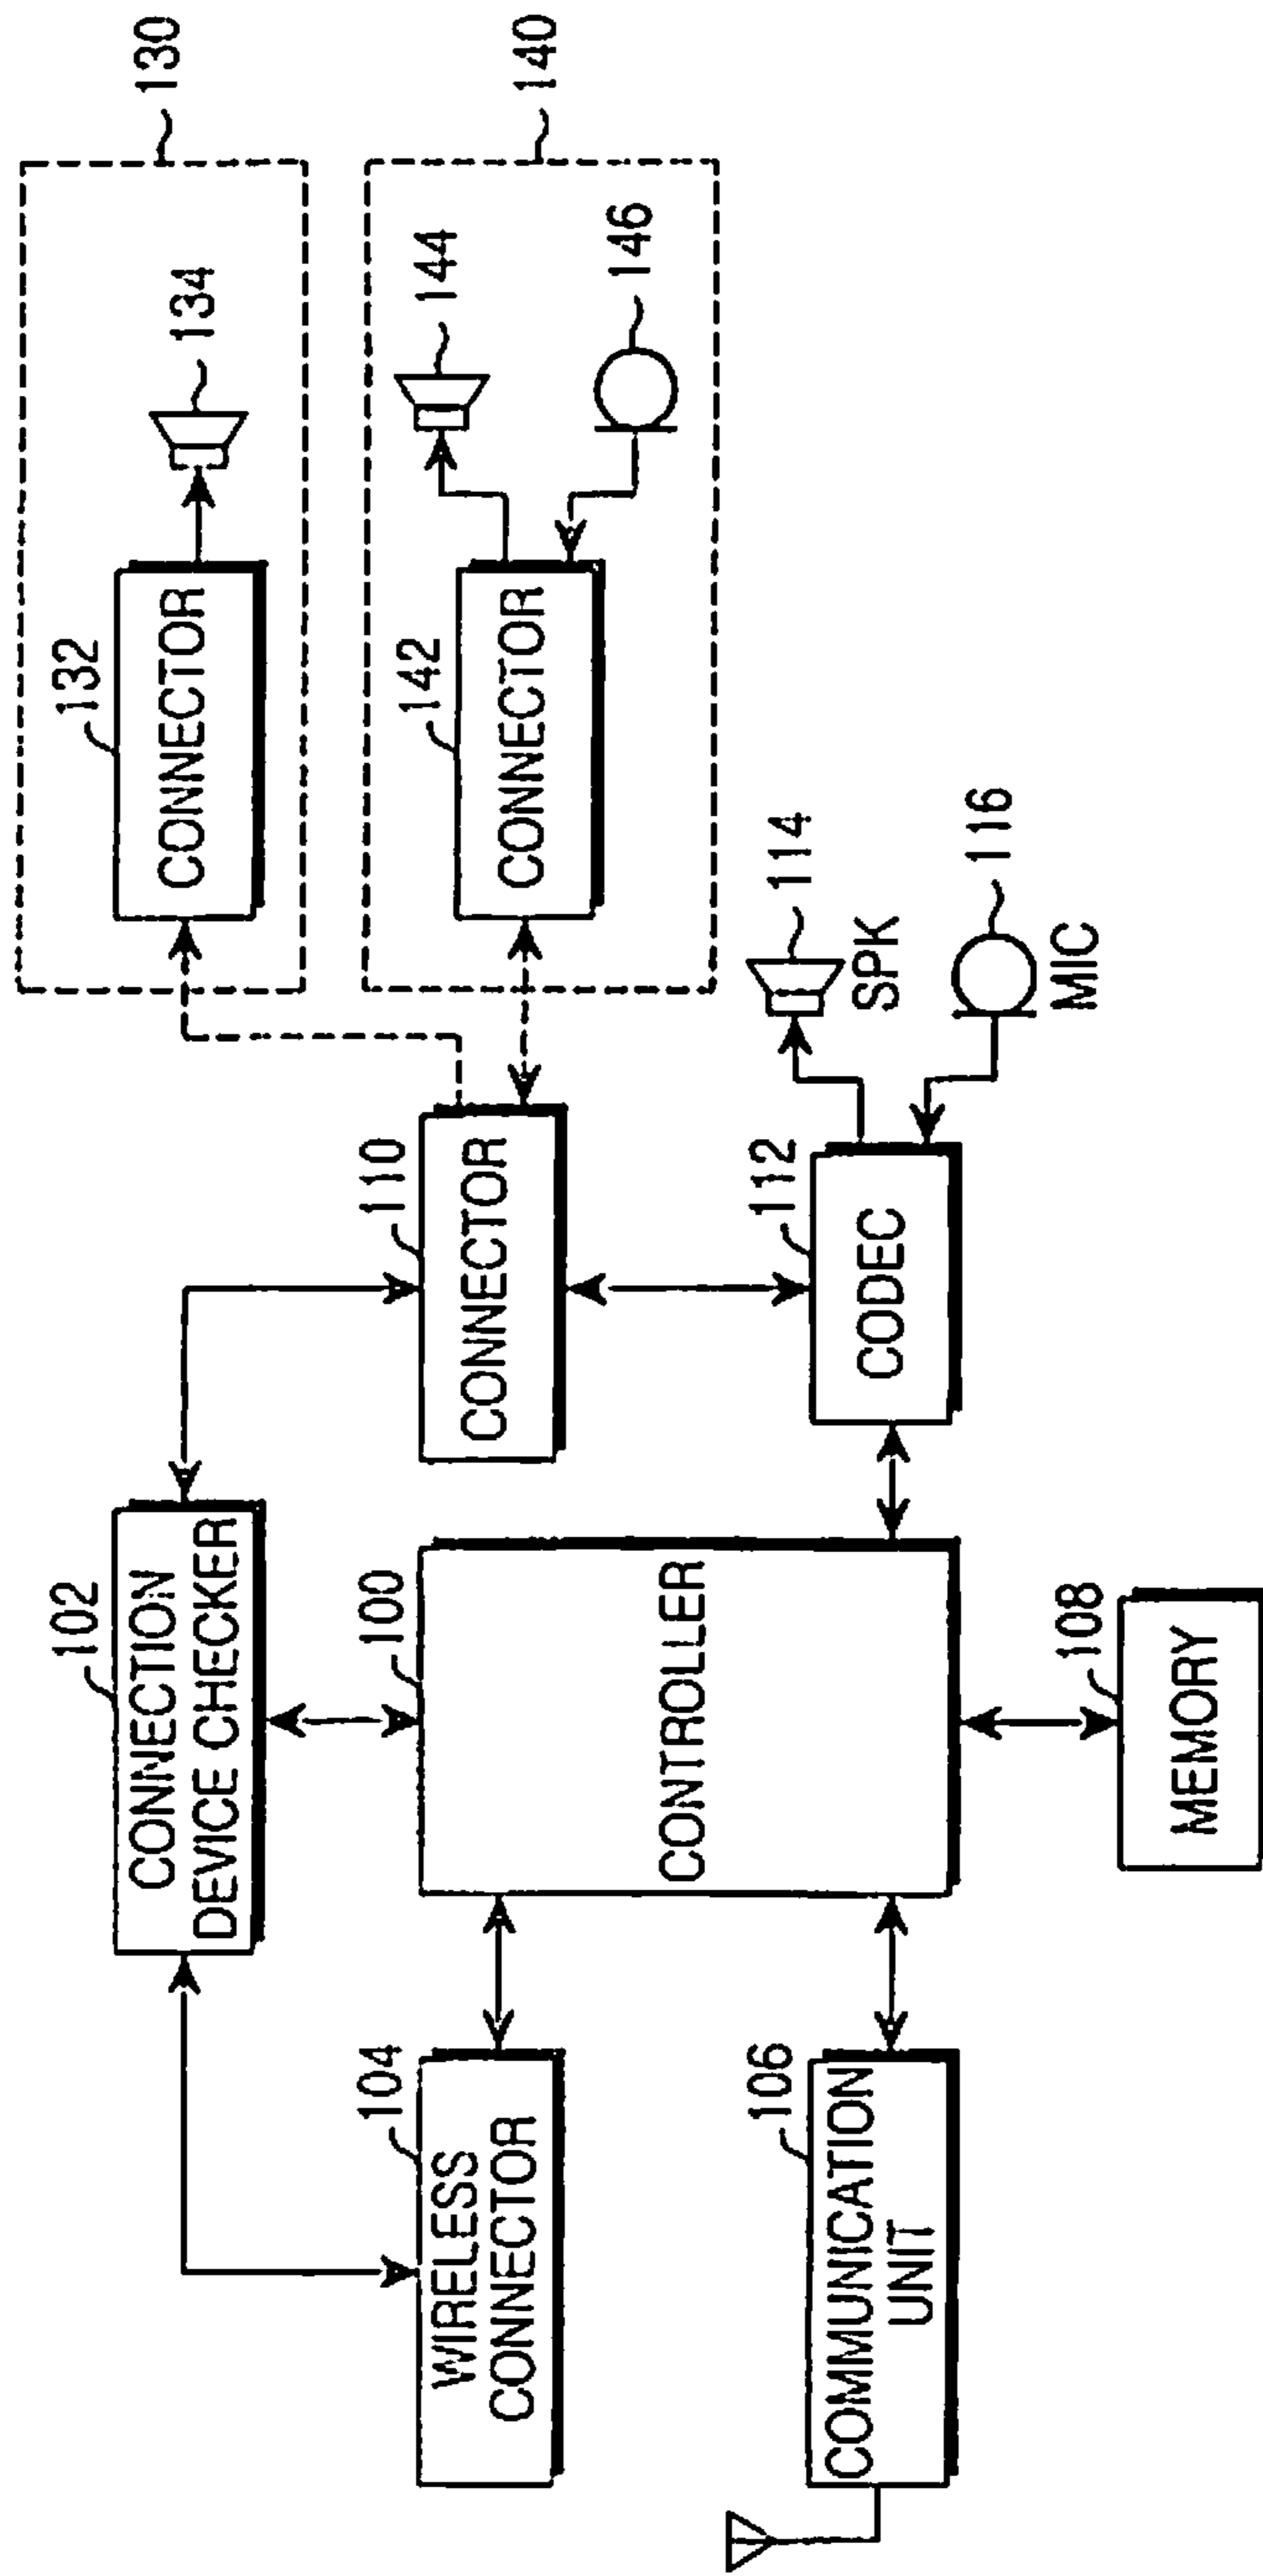 102
CONNECTION
DEVICE CHECKER
132
CONNECTOR
134
130
104
WIRELESS
CONNECTOR
100
CONTROLLER
110
CONNECTOR
142
CONNECTOR
144
146
140
106
COMMUNICATION
UNIT
112
CODEC
114
SPK
116
MIC
108
MEMORY